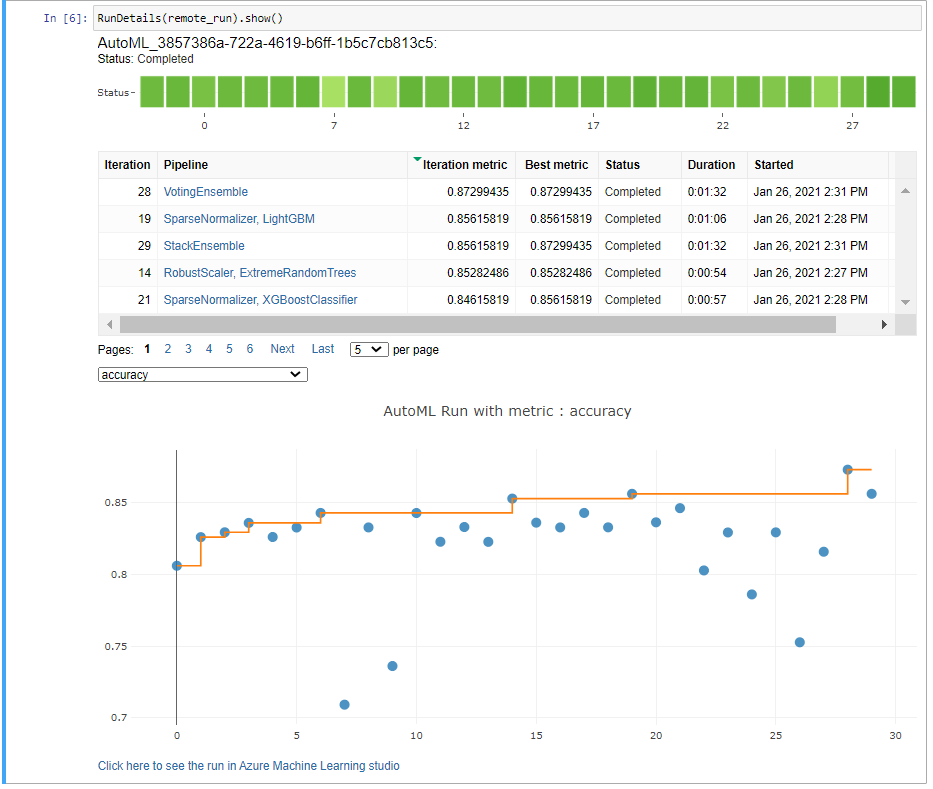 In [6]: RunDetails(remote_run).show()
AutoML_3857386a-722a-4619-b6ff-1b5c7cb813c5:
Status: Completed
Status
0 7 12 17 22 27
Iteration Pipeline Iteration metric Best metric Status Duration Started
28 VotingEnsemble 0.87299435 0.87299435 Completed 0:01:32 Jan 26, 2021 2:31 PM
19 SparseNormalizer, LightGBM 0.85615819 0.85615819 Completed 0:01:06 Jan 26, 2021 2:28 PM
29 StackEnsemble 0.85615819 0.87299435 Completed 0:01:32 Jan 26, 2021 2:31 PM
14 RobustScaler, ExtremeRandomTrees 0.85282486 0.85282486 Completed 0:00:54 Jan 26, 2021 2:27 PM
21 SparseNormalizer, XGBoostClassifier 0.84615819 0.85615819 Completed 0:00:57 Jan 26, 2021 2:28 PM
Pages: 1 2 3 4 5 6 Next Last 5 per page
accuracy
AutoML Run with metric : accuracy
0.85
0.8
0.75
0.7
0 5 10 15 20 25 30
Click here to see the run in Azure Machine Learning studio